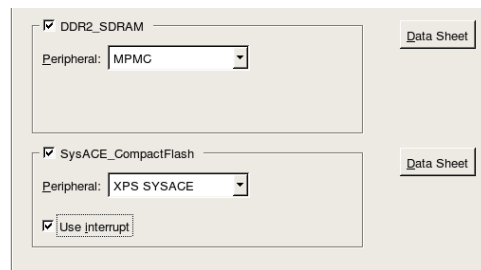 DDR2_SDRAM
Data Sheet
Peripheral: MPMC
SysACE_CompactFlash
Data Sheet
Peripheral: XPS SYSACE
Use interrupt